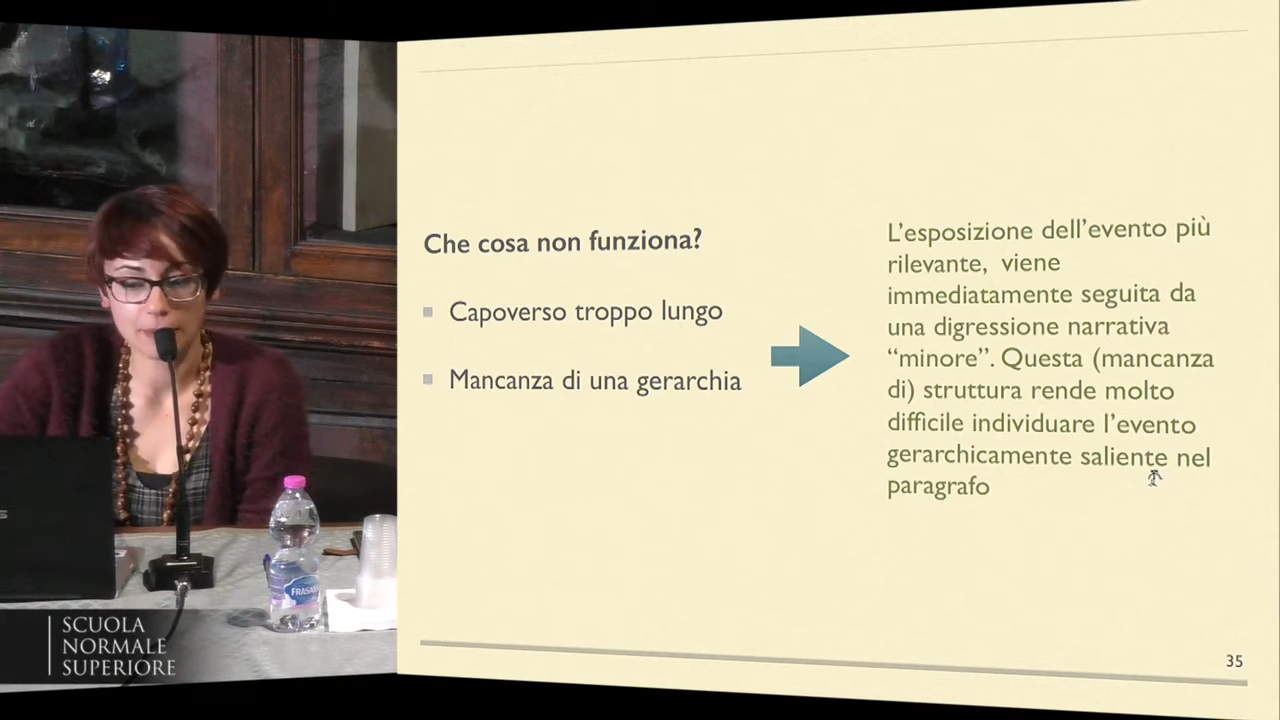 Che cosa non funziona?
Capoverso troppo lungo
Mancanza di una gerarchia
L’esposizione dell’evento più
rilevante, viene
immediatamente seguita da
una digressione narrativa
“minore”. Questa (mancanza
di) struttura rende molto
difficile individuare l’evento
gerarchicamente saliente nel
paragrafo
35
FRASASSI
SCUOLA
NORMALE
SUPERIORE